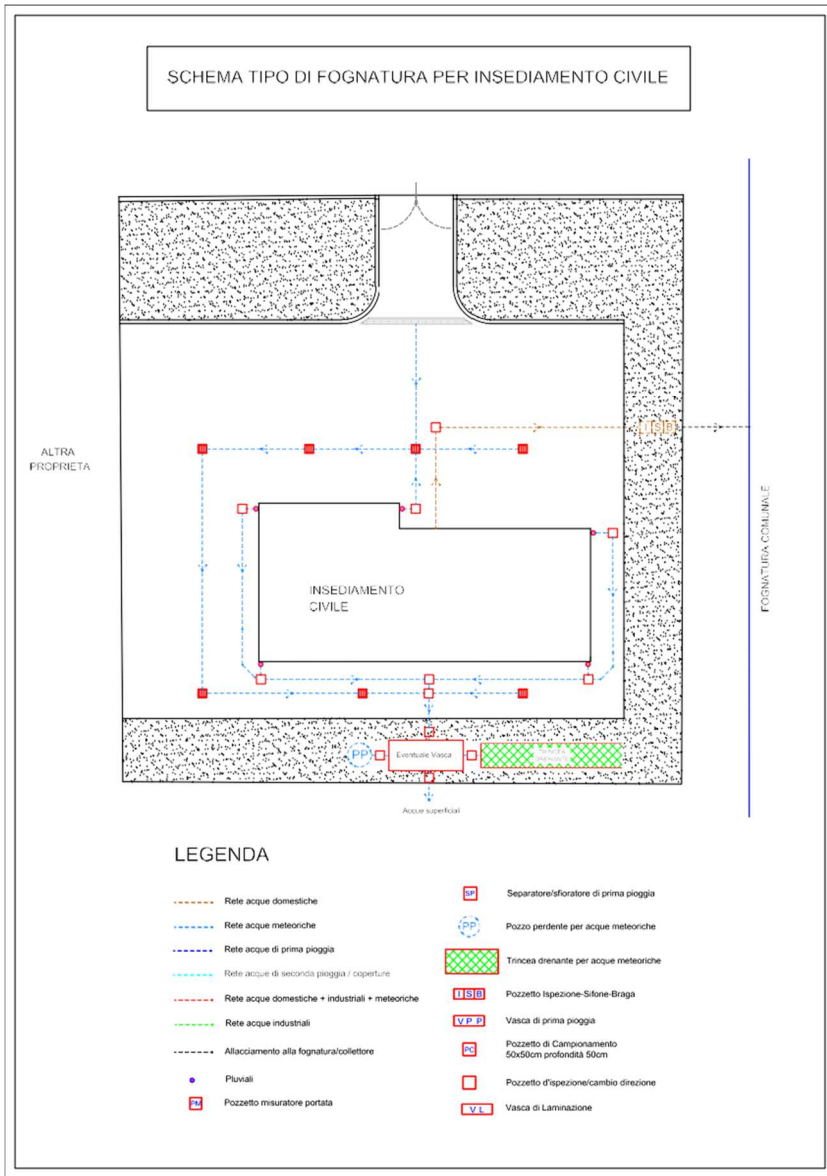 SCHEMA TIPO DI FOGNATURA PER INSEDIAMENTO CIVILE
ALTRA
PROPRIETA
I S B
FOGNATURA COMUNALE
INSEDIAMENTO
CIVILE
PP
Eventuale Vasca
Acque superficiali
LEGENDA
Rete acque domestiche
Rete acque meteoriche
Rete acque di prima pioggia
Rete acque di seconda pioggia / coperture
Rete acque domestiche + industriali + meteoriche
Rete acque industriali
Allacciamento alla fognatura/collettore
Pluviali
PM Pozzetto misuratore portata
SP Separatore/sfioratore di prima pioggia
PP Pozzo perdente per acque meteoriche
Trincea drenante per acque meteoriche
I S B Pozzetto Ispezione-Sifone-Braga
V P P Vasca di prima pioggia
PC Pozzetto di Campionamento
50x50cm profondità 50cm
Pozzetto d'ispezione/cambio direzione
V L Vasca di Laminazione